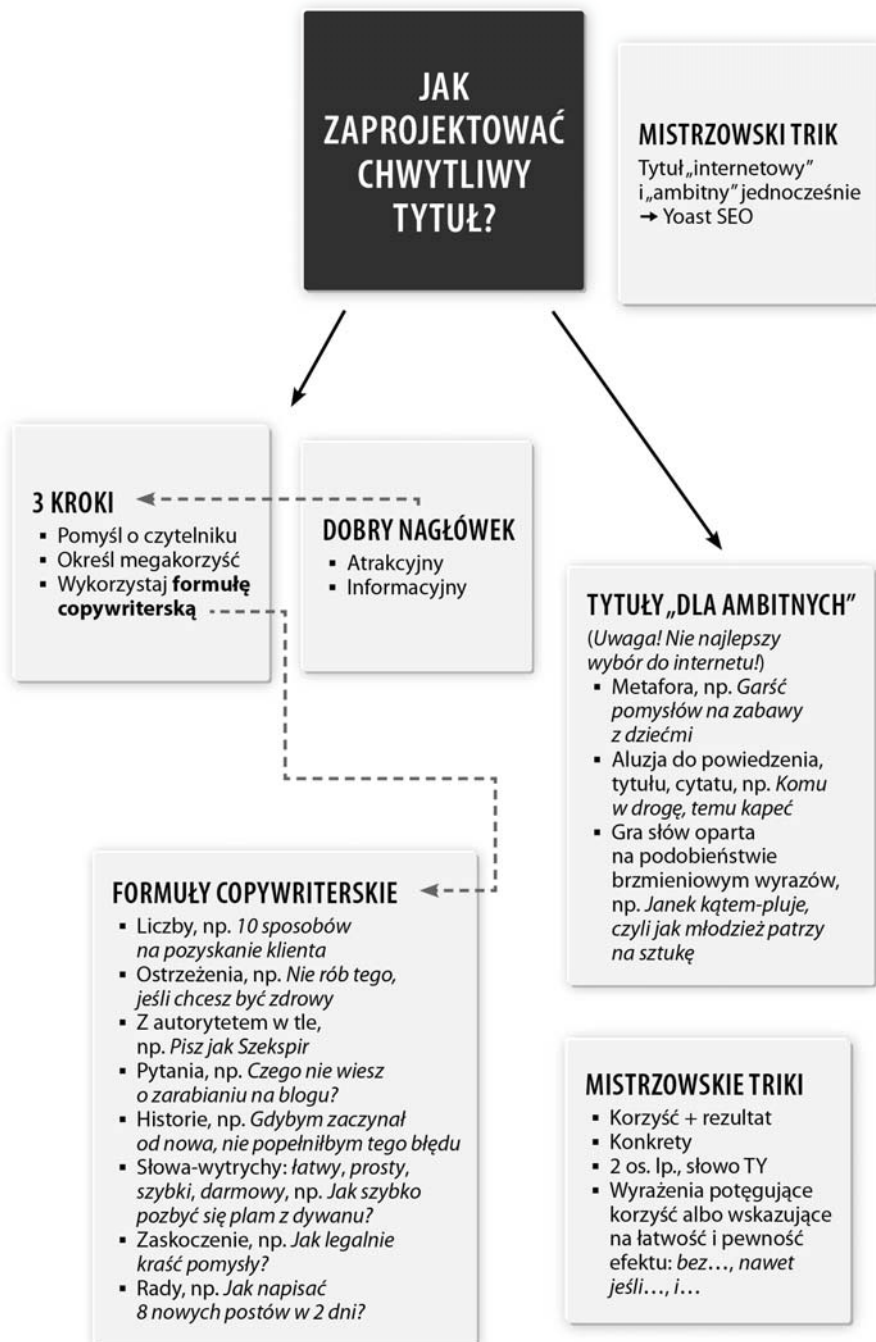 JAK
ZAPROJEKTOWAĆ
CHWYTLIWY
TYTUŁ?
MISTRZOWSKI TRIK
Tytuł „internetowy”
i „ambitny” jednocześnie
→ Yoast SEO
3 KROKI
▪ Pomyśl o czytelniku
▪ Określ megakorzyść
▪ Wykorzystaj formułę
copywriterską
DOBRY NAGŁÓWEK
▪ Atrakcyjny
▪ Informacyjny
TYTUŁY „DLA AMBITNYCH”
(Uwaga! Nie najlepszy
wybór do internetu!)
▪ Metafora, np. Garść
pomysłów na zabawy
z dziećmi
▪ Aluzja do powiedzenia,
tytułu, cytatu, np. Komu
w drogę, temu kapeć
▪ Gra słów oparta
na podobieństwie
brzmieniowym wyrazów,
np. Janek kątem-pluje,
czyli jak młodzież patrzy
na sztukę
FORMUŁY COPYWRITERSKIE
▪ Liczby, np. 10 sposobów
na pozyskanie klienta
▪ Ostrzeżenia, np. Nie rób tego,
jeśli chcesz być zdrowy
▪ Z autorytetem w tle,
np. Pisz jak Szekspir
▪ Pytania, np. Czego nie wiesz
o zarabianiu na blogu?
▪ Historie, np. Gdybym zaczynał
od nowa, nie popełniłbym tego błędu
▪ Słowa-wytrychy: łatwy, prosty,
szybki, darmowy, np. Jak szybko
pozbyć się plam z dywanu?
▪ Zaskoczenie, np. Jak legalnie
kraść pomysły?
▪ Rady, np. Jak napisać
8 nowych postów w 2 dni?
MISTRZOWSKIE TRIKI
▪ Korzyść + rezultat
▪ Konkrety
▪ 2 os. lp., słowo TY
▪ Wyrażenia potęgujące
korzyść albo wskazujące
na łatwość i pewność
efektu: bez…, nawet
jeśli…, i…